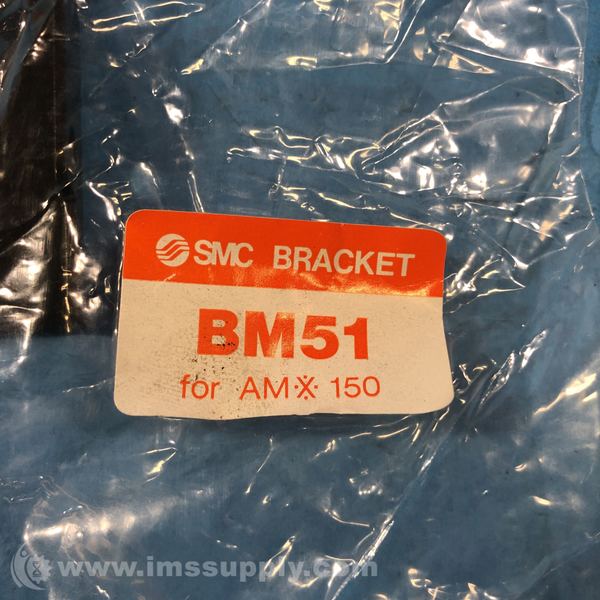 SMC BRACKET
BM51
for AM※ 150
www.imssupply.com